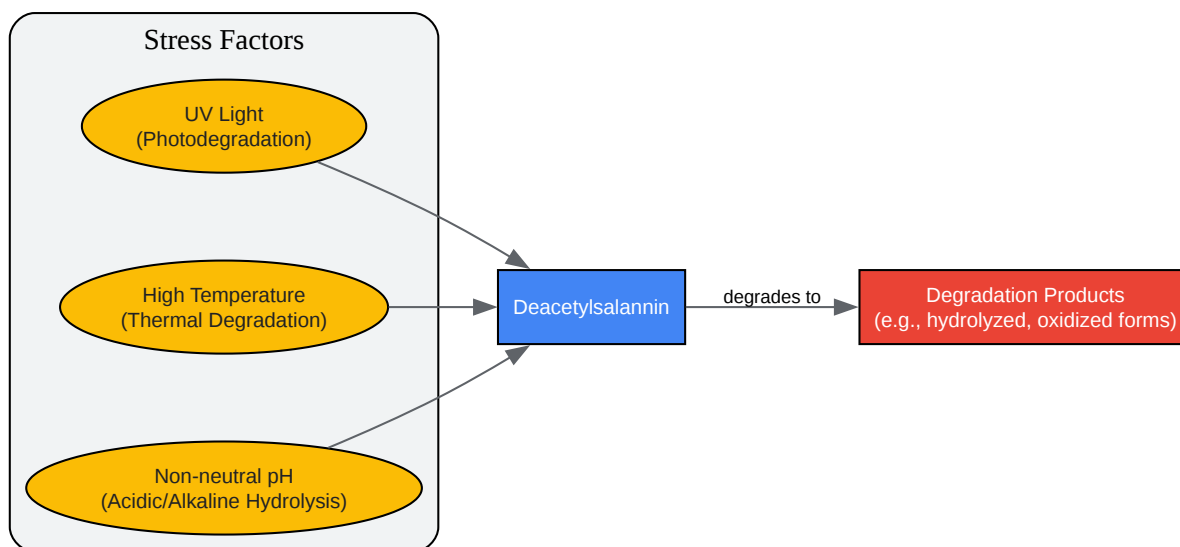 Stress Factors
UV Light
(Photodegradation)
High Temperature
(Thermal Degradation)
Non-neutral pH
(Acidic/Alkaline Hydrolysis)
Deacetylsalannin
degrades to
Degradation Products
(e.g., hydrolyzed, oxidized forms)